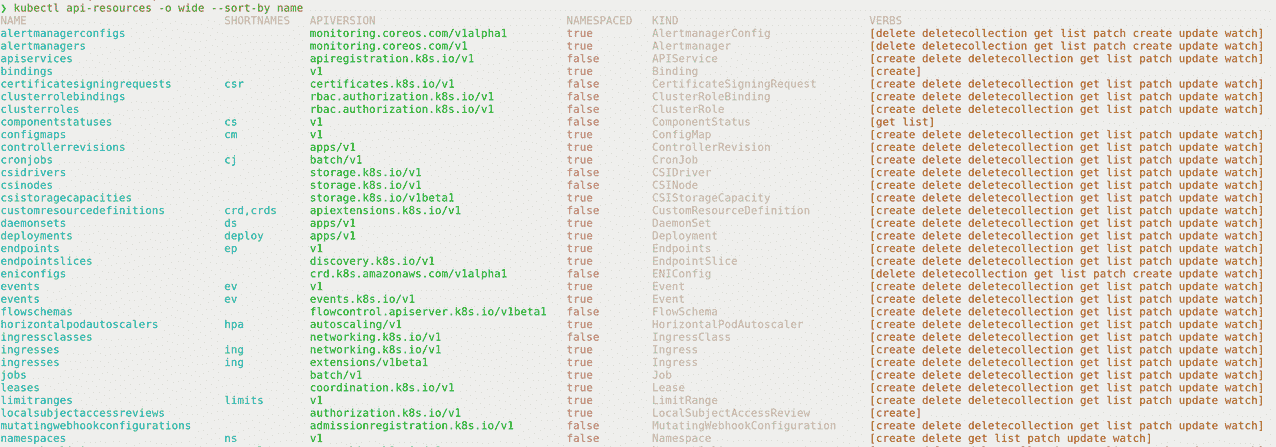 ❯ kubectl api-resources -o wide --sort-by name
NAME SHORTNAMES APIVERSION NAMESPACED KIND VERBS
alertmanagerconfigs monitoring.coreos.com/v1alpha1 true AlertmanagerConfig [delete deletecollection get list patch create update watch]
alertmanagers monitoring.coreos.com/v1 true Alertmanager [delete deletecollection get list patch create update watch]
apiservices apiregistration.k8s.io/v1 false APIService [create delete deletecollection get list patch update watch]
bindings v1 true Binding [create]
certificatesigningrequests csr certificates.k8s.io/v1 false CertificateSigningRequest [create delete deletecollection get list patch update watch]
clusterrolebindings rbac.authorization.k8s.io/v1 false ClusterRoleBinding [create delete deletecollection get list patch update watch]
clusterroles rbac.authorization.k8s.io/v1 false ClusterRole [create delete deletecollection get list patch update watch]
componentstatuses cs v1 false ComponentStatus [get list]
configmaps cm v1 true ConfigMap [create delete deletecollection get list patch update watch]
controllerrevisions apps/v1 true ControllerRevision [create delete deletecollection get list patch update watch]
cronjobs cj batch/v1 true CronJob [create delete deletecollection get list patch update watch]
csidrivers storage.k8s.io/v1 false CSIDriver [create delete deletecollection get list patch update watch]
csinodes storage.k8s.io/v1 false CSINode [create delete deletecollection get list patch update watch]
csistoragecapacities storage.k8s.io/v1beta1 true CSIStorageCapacity [create delete deletecollection get list patch update watch]
customresourcedefinitions crd,crds apiextensions.k8s.io/v1 false CustomResourceDefinition [create delete deletecollection get list patch update watch]
daemonsets ds apps/v1 true DaemonSet [create delete deletecollection get list patch update watch]
deployments deploy apps/v1 true Deployment [create delete deletecollection get list patch update watch]
endpoints ep v1 true Endpoints [create delete deletecollection get list patch update watch]
endpointslices discovery.k8s.io/v1 true EndpointSlice [create delete deletecollection get list patch update watch]
eniconfigs crd.k8s.amazonaws.com/v1alpha1 false ENIConfig [delete deletecollection get list patch create update watch]
events ev v1 true Event [create delete deletecollection get list patch update watch]
events ev events.k8s.io/v1 true Event [create delete deletecollection get list patch update watch]
flowschemas flowcontrol.apiserver.k8s.io/v1beta1 false FlowSchema [create delete deletecollection get list patch update watch]
horizontalpodautoscalers hpa autoscaling/v1 true HorizontalPodAutoscaler [create delete deletecollection get list patch update watch]
ingressclasses networking.k8s.io/v1 false IngressClass [create delete deletecollection get list patch update watch]
ingresses ing networking.k8s.io/v1 true Ingress [create delete deletecollection get list patch update watch]
ingresses ing extensions/v1beta1 true Ingress [create delete deletecollection get list patch update watch]
jobs batch/v1 true Job [create delete deletecollection get list patch update watch]
leases coordination.k8s.io/v1 true Lease [create delete deletecollection get list patch update watch]
limitranges limits v1 true LimitRange [create delete deletecollection get list patch update watch]
localsubjectaccessreviews authorization.k8s.io/v1 true LocalSubjectAccessReview [create]
mutatingwebhookconfigurations admissionregistration.k8s.io/v1 false MutatingWebhookConfiguration [create delete deletecollection get list patch update watch]
namespaces ns v1 false Namespace [create delete get list patch update watch]